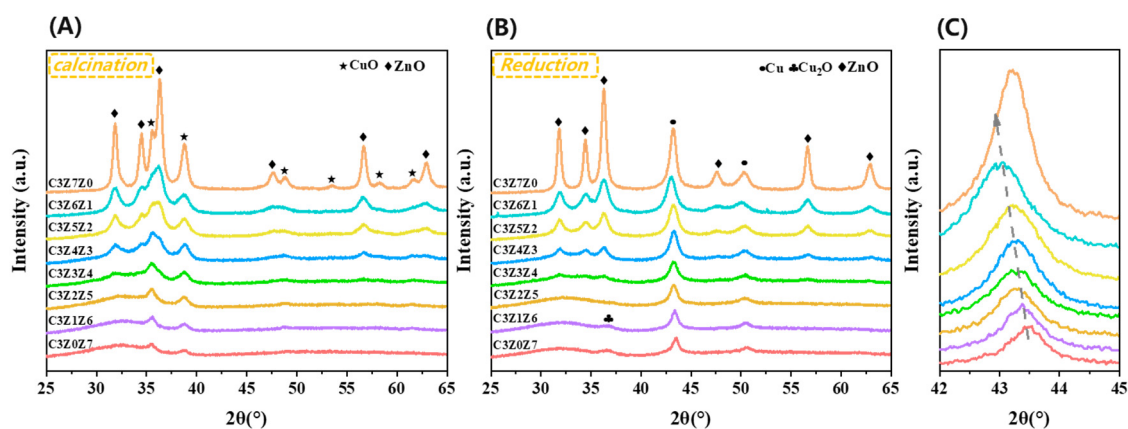 (A)
calcination
★CuO ♦ZnO
C3Z7Z0
C3Z6Z1
C3Z5Z2
C3Z4Z3
C3Z3Z4
C3Z2Z5
C3Z1Z6
C3Z0Z7
Intensity (a.u.)
25 30 35 40 45 50 55 60 65
2θ(°)
(B)
Reduction
●Cu ♣Cu₂O ♦ZnO
C3Z7Z0
C3Z6Z1
C3Z5Z2
C3Z4Z3
C3Z3Z4
C3Z2Z5
C3Z1Z6
C3Z0Z7
Intensity (a.u.)
25 30 35 40 45 50 55 60 65
2θ(°)
(C)
Intensity (a.u.)
42 43 44 45
2θ(°)